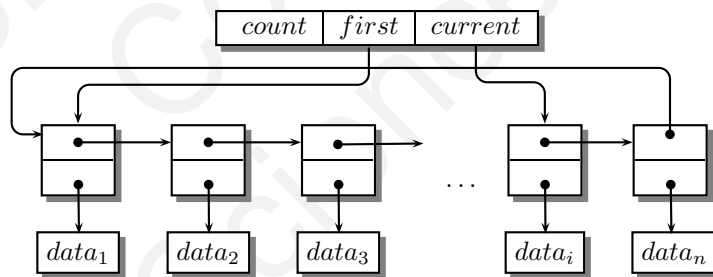 count first current
...
data₁ data₂ data₃ dataᵢ dataₙ